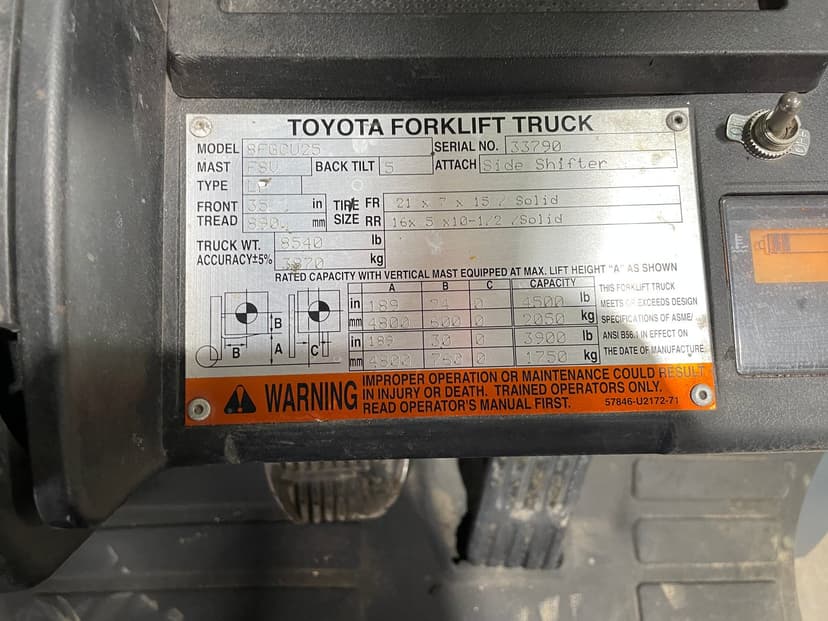 TOYOTA FORKLIFT TRUCK
MODEL 8FGCU25 SERIAL NO. 33790
MAST FSV BACK TILT 5 ATTACH Side Shifter
TYPE LP
FRONT TREAD 35 in TIRE SIZE FR 21 x 7 x 15 / Solid
890 mm RR 16x 5 x10-1/2 /Solid
TRUCK WT. 8540 lb
ACCURACY±5% 3870 kg
RATED CAPACITY WITH VERTICAL MAST EQUIPPED AT MAX. LIFT HEIGHT "A" AS SHOWN
A B C CAPACITY
in 189 24 0 4500 lb
mm 4800 600 0 2050 kg
in 189 30 0 3900 lb
mm 4800 750 0 1750 kg
B
B A C
THIS FORKLIFT TRUCK
MEETS OR EXCEEDS DESIGN
SPECIFICATIONS OF ASME/
ANSI B56.1 IN EFFECT ON
THE DATE OF MANUFACTURE.
WARNING
IMPROPER OPERATION OR MAINTENANCE COULD RESULT
IN INJURY OR DEATH. TRAINED OPERATORS ONLY.
READ OPERATOR'S MANUAL FIRST. 57846-U2172-71
OFF